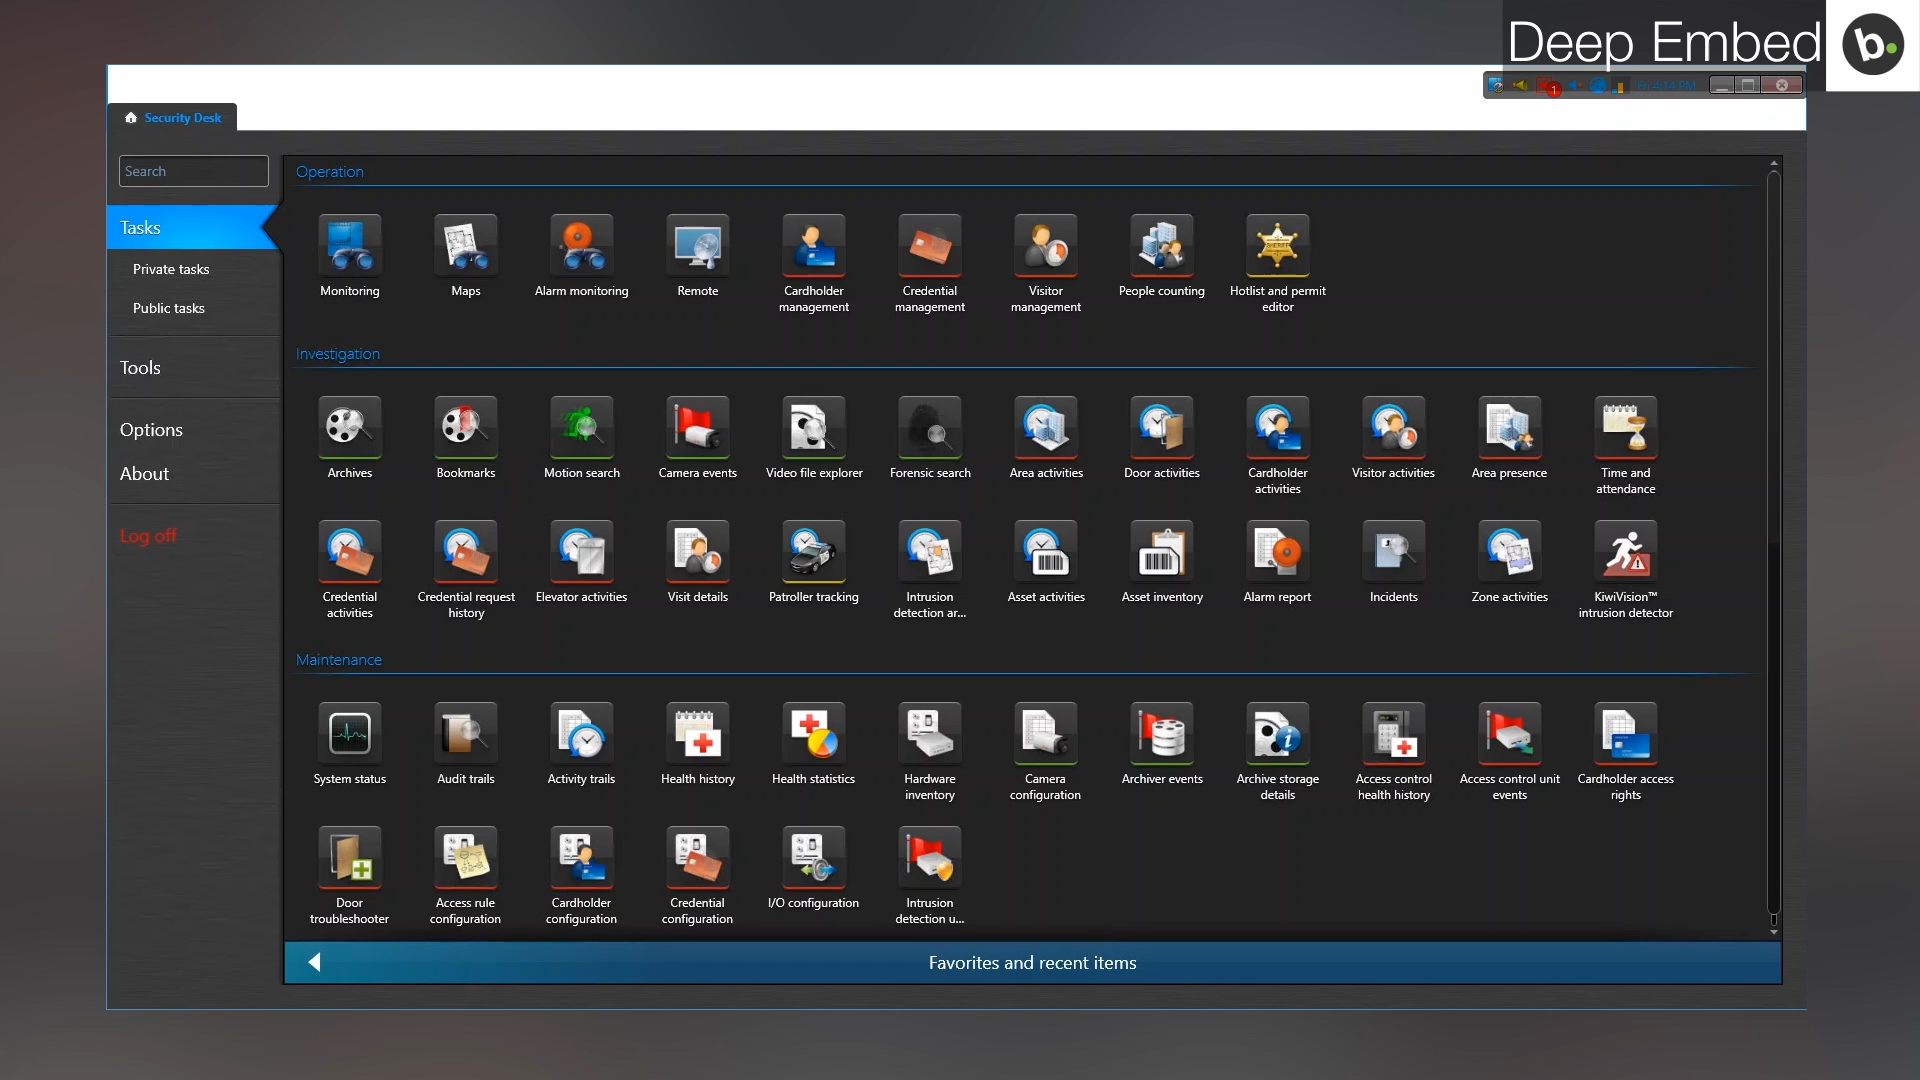 Deep Embed
b.
1
Fri 4:14 PM
Security Desk
Search
Tasks
Private tasks
Public tasks
Tools
Options
About
Log off
Operation
Monitoring
Maps
Alarm monitoring
Remote
Cardholder
management
Credential
management
Visitor
management
People counting
Hotlist and permit
editor
SHERIFF
Investigation
Archives
Bookmarks
Motion search
Camera events
Video file explorer
Forensic search
Area activities
Door activities
Cardholder
activities
Visitor activities
Area presence
Time and
attendance
Credential
activities
Credential request
history
Elevator activities
Visit details
Patroller tracking
Intrusion
detection ar...
Asset activities
Asset inventory
Alarm report
Incidents
Zone activities
KiwiVision™
intrusion detector
Maintenance
System status
Audit trails
Activity trails
Health history
Health statistics
Hardware
inventory
Camera
configuration
Archiver events
Archive storage
details
Access control
health history
Access control unit
events
Cardholder access
rights
Door
troubleshooter
Access rule
configuration
Cardholder
configuration
Credential
configuration
I/O configuration
Intrusion
detection u...
Favorites and recent items